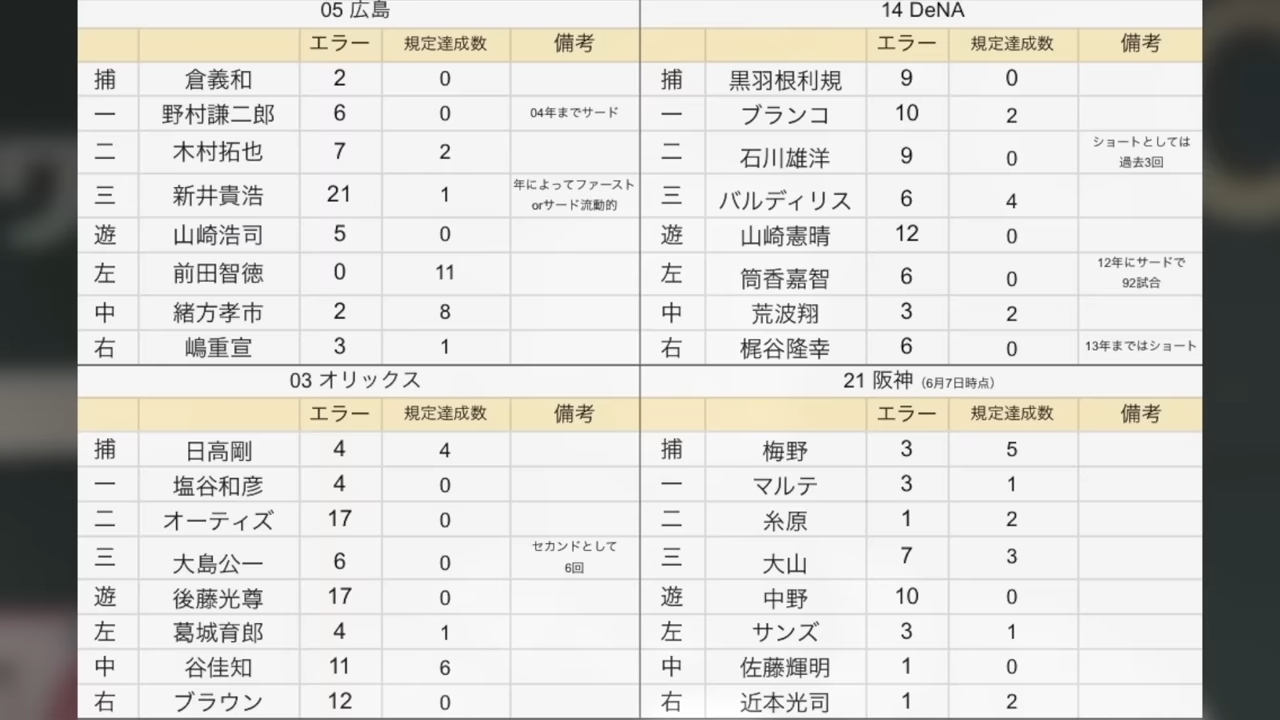 05 広島
エラー 規定達成数 備考
捕 倉義和 2 0
一 野村謙二郎 6 0 04年までサード
二 木村拓也 7 2
三 新井貴浩 21 1 年によってファースト
orサード流動的
遊 山崎浩司 5 0
左 前田智徳 0 11
中 緒方孝市 2 8
右 嶋重宣 3 1
14 DeNA
エラー 規定達成数 備考
捕 黒羽根利規 9 0
一 ブランコ 10 2
二 石川雄洋 9 0 ショートとしては
過去3回
三 バルディリス 6 4
遊 山崎憲晴 12 0
左 筒香嘉智 6 0 12年にサードで
92試合
中 荒波翔 3 2
右 梶谷隆幸 6 0 13年まではショート
03 オリックス
エラー 規定達成数 備考
捕 日高剛 4 4
一 塩谷和彦 4 0
二 オーティズ 17 0
三 大島公一 6 0 セカンドとして
6回
遊 後藤光尊 17 0
左 葛城育郎 4 1
中 谷佳知 11 6
右 ブラウン 12 0
21 阪神 (6月7日時点)
エラー 規定達成数 備考
捕 梅野 3 5
一 マルテ 3 1
二 糸原 1 2
三 大山 7 3
遊 中野 10 0
左 サンズ 3 1
中 佐藤輝明 1 0
右 近本光司 1 2